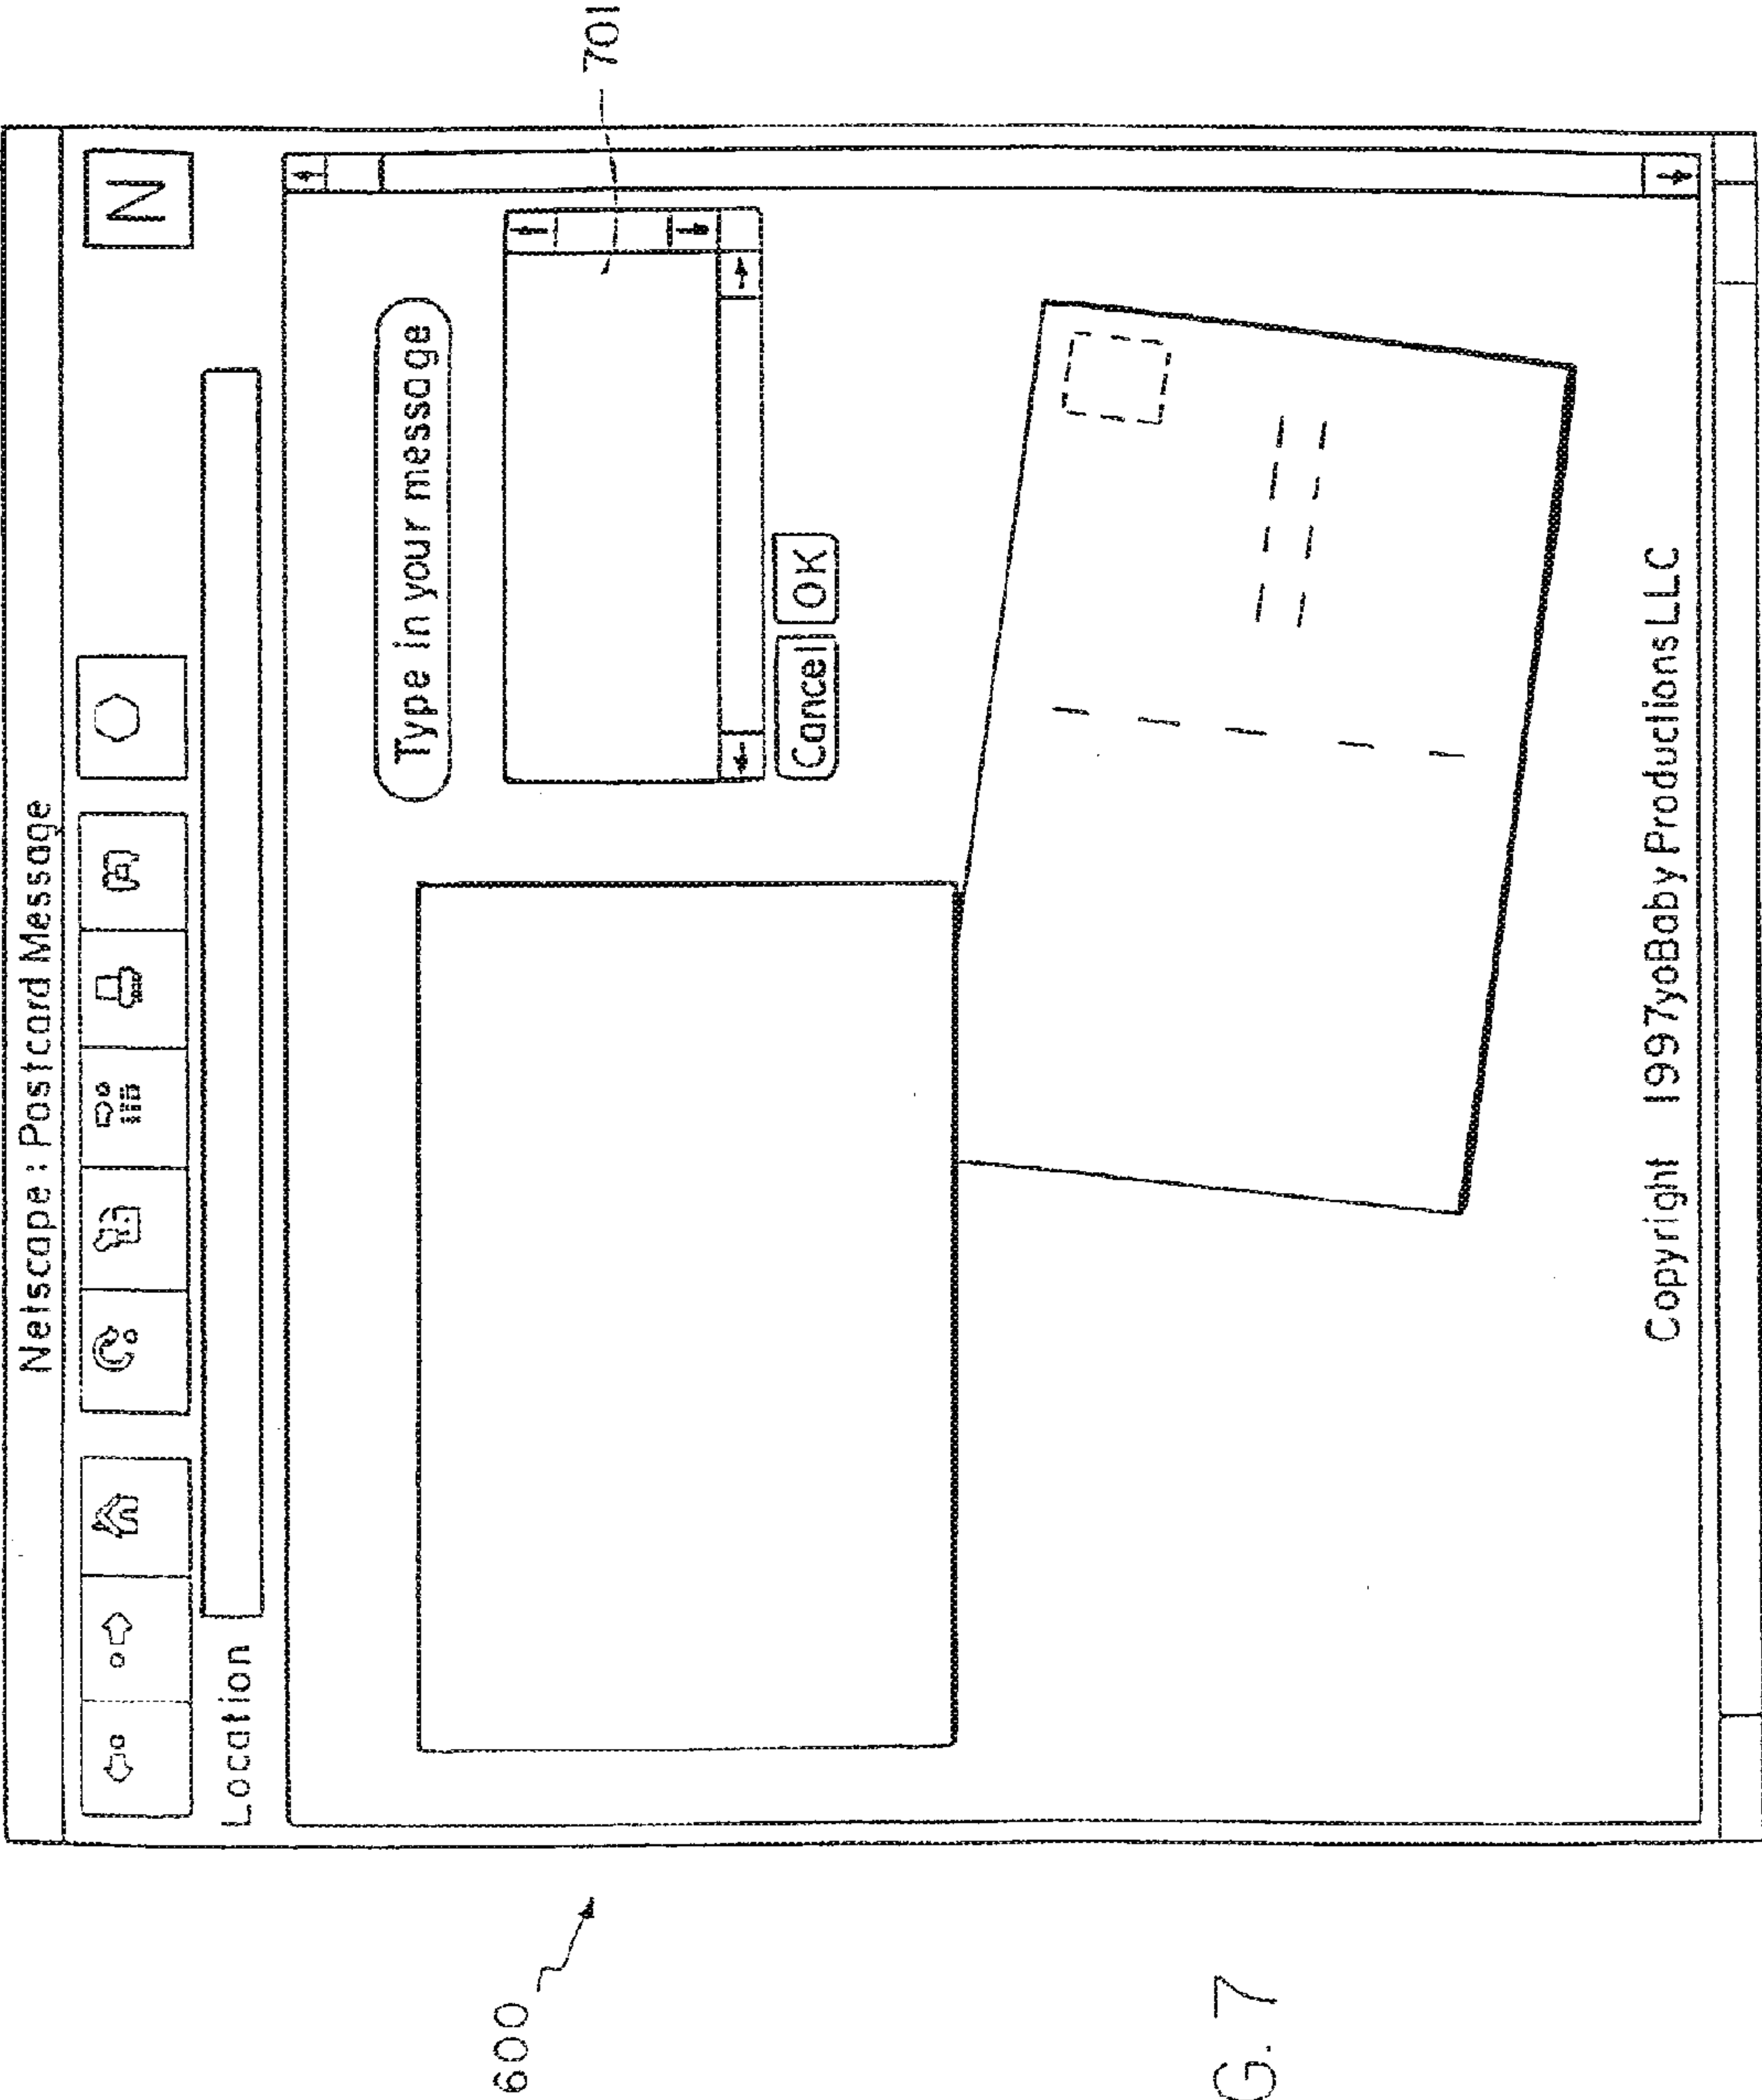 Netscape : Postcard Message
N
Location
Type in your message
701
Cancel OK
Copyright 1997yoBaby Productions LLC
600
G. 7